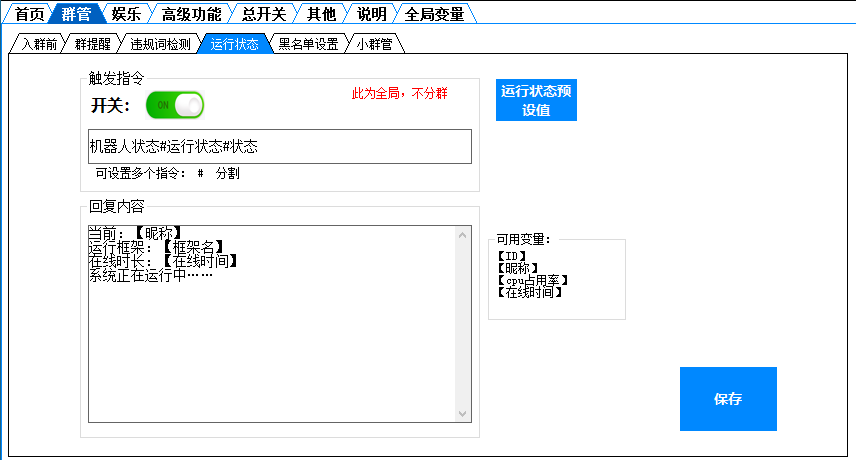 首页 群管 娱乐 高级功能 总开关 其他 说明 全局变量
入群前 群提醒 违规词检测 运行状态 黑名单设置 小群管
触发指令
开关： ON 此为全局，不分群
运行状态预
设值
机器人状态#运行状态#状态
可设置多个指令： # 分割
回复内容
当前：【昵称】
运行框架：【框架名】
在线时长：【在线时间】
系统正在运行中……
可用变量：
【ID】
【昵称】
【cpu占用率】
【在线时间】
保存